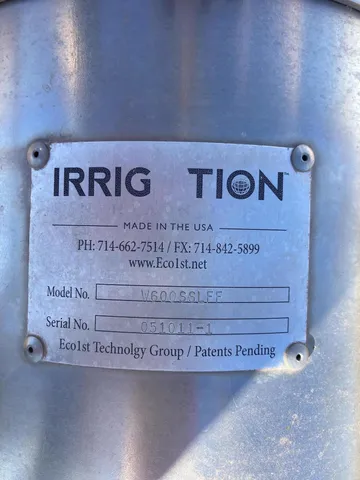 IRRIG TION™
MADE IN THE USA
PH: 714-662-7514 / FX: 714-842-5899
www.Eco1st.net
Model No. W600SSLFF
Serial No. 051011-1
Eco1st Technolgy Group / Patents Pending